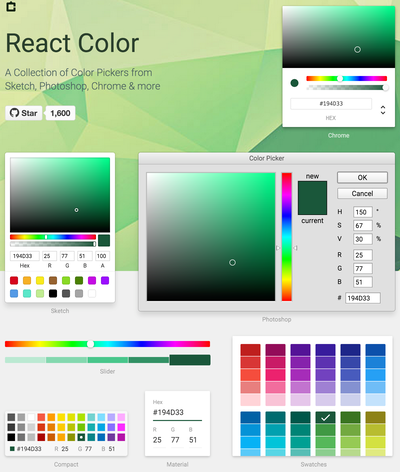 React Color
A Collection of Color Pickers from
Sketch, Photoshop, Chrome & more
Star 1,600
#194D33
HEX
Chrome
194D33 25 77 51 100
Hex R G B A
Sketch
Color Picker
new
current
OK
Cancel
H 150 °
S 67 %
V 30 %
R 25
G 77
B 51
# 194D33
Photoshop
Slider
#194D33 R 25 G 77 B 51
Compact
HEX
#194D33
R G B
25 77 51
Material
Swatches